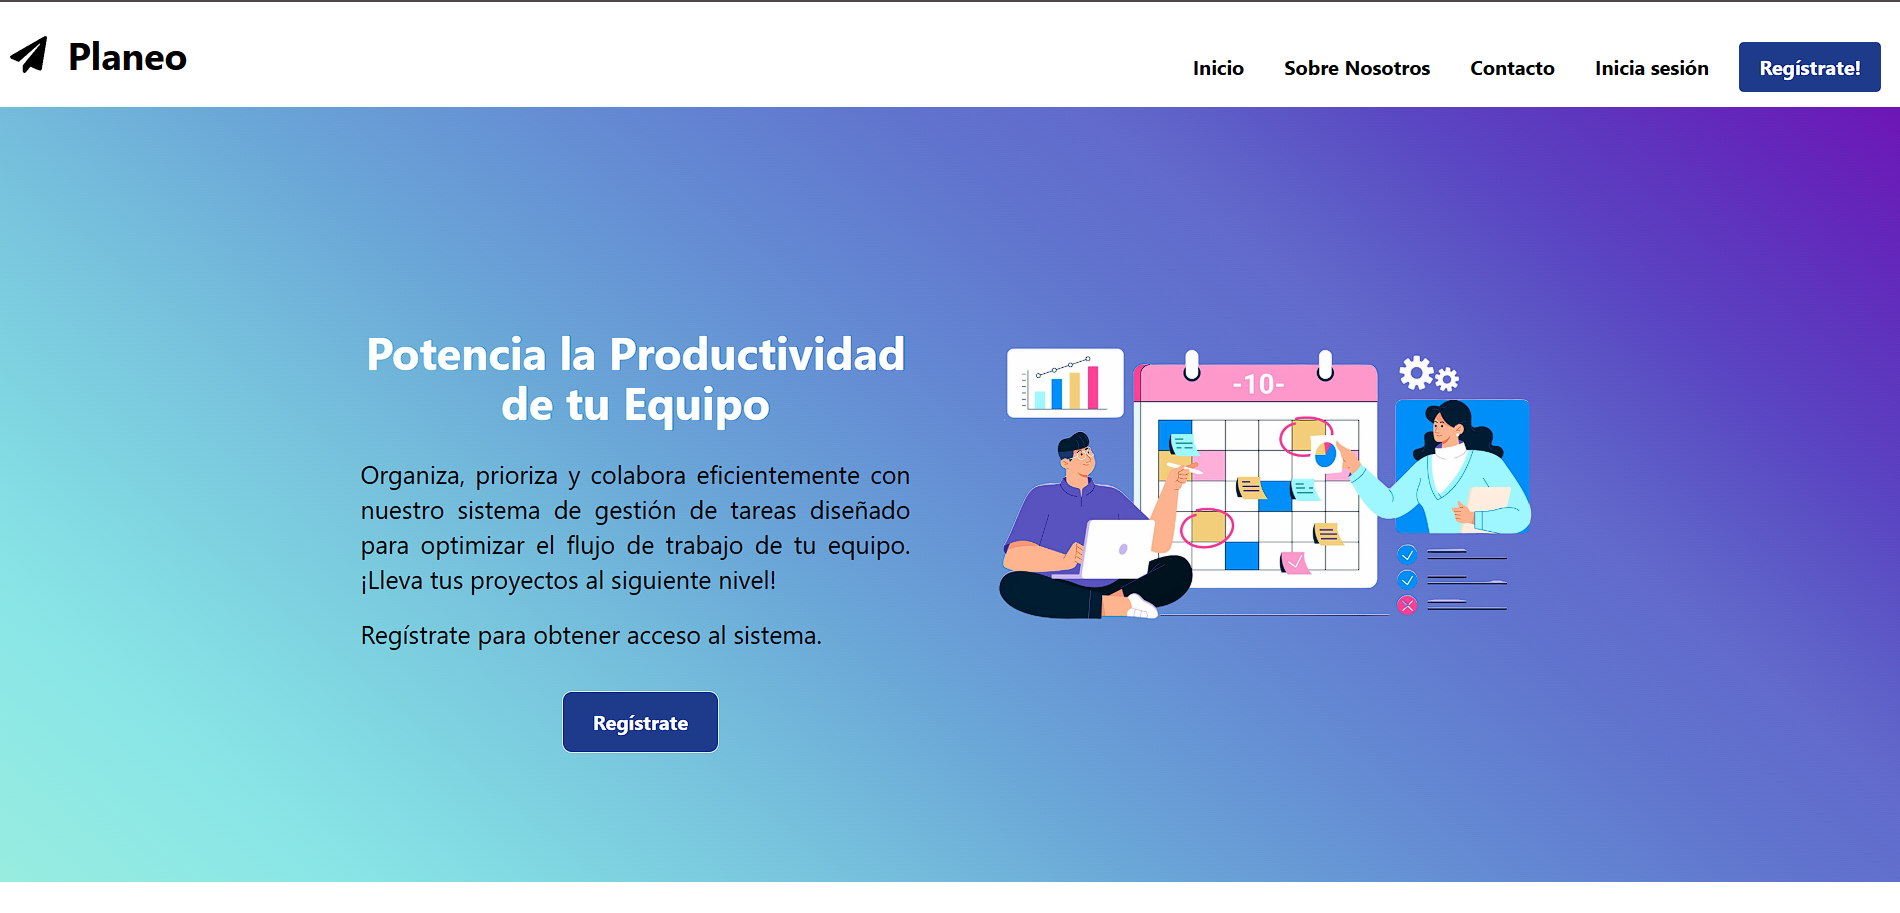 Planeo
Inicio
Sobre Nosotros
Contacto
Inicia sesión
Regístrate!
Potencia la Productividad
de tu Equipo
Organiza, prioriza y colabora eficientemente con
nuestro sistema de gestión de tareas diseñado
para optimizar el flujo de trabajo de tu equipo.
¡Lleva tus proyectos al siguiente nivel!
Regístrate para obtener acceso al sistema.
Regístrate
-10-